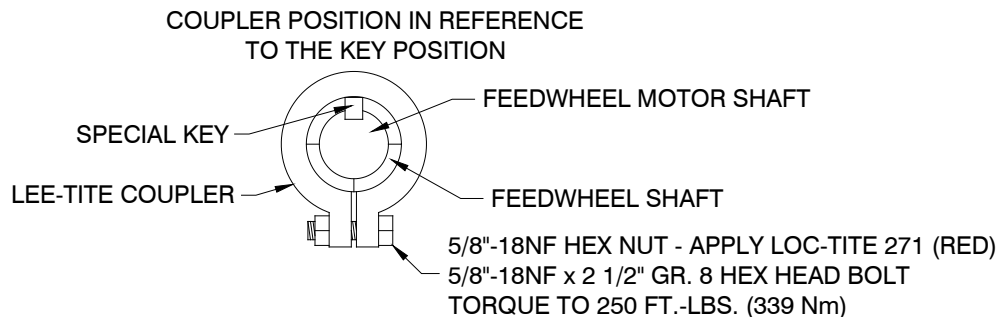 COUPLER POSITION IN REFERENCE
TO THE KEY POSITION
FEEDWHEEL MOTOR SHAFT
SPECIAL KEY
LEE-TITE COUPLER
FEEDWHEEL SHAFT
5/8"-18NF HEX NUT - APPLY LOC-TITE 271 (RED)
5/8"-18NF x 2 1/2" GR. 8 HEX HEAD BOLT
TORQUE TO 250 FT.-LBS. (339 Nm)